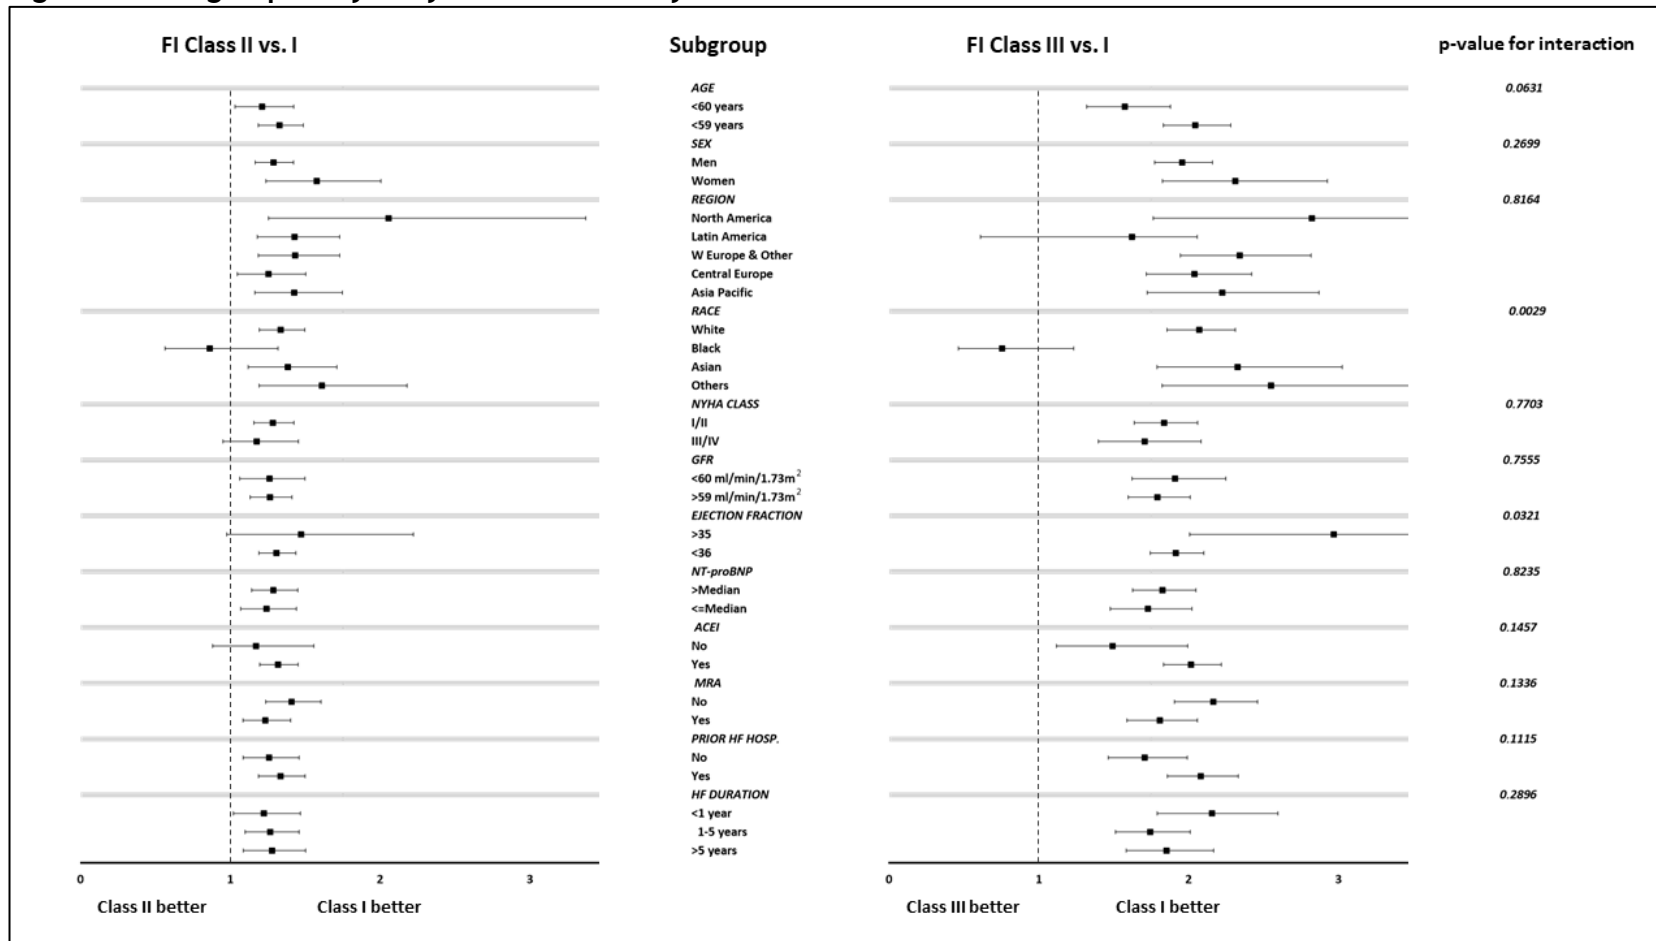 FI Class II vs. I Subgroup FI Class III vs. I p-value for interaction
AGE 0.0631
<60 years
<59 years
SEX 0.2699
Men
Women
REGION 0.8164
North America
Latin America
W Europe & Other
Central Europe
Asia Pacific
RACE 0.0029
White
Black
Asian
Others
NYHA CLASS 0.7703
I/II
III/IV
GFR 0.7555
<60 ml/min/1.73m²
>59 ml/min/1.73m²
EJECTION FRACTION 0.0321
>35
<36
NT-proBNP 0.8235
>Median
<=Median
ACEI 0.1457
No
Yes
MRA 0.1336
No
Yes
PRIOR HF HOSP. 0.1115
No
Yes
HF DURATION 0.2896
<1 year
1-5 years
>5 years
0 1 2 3 0 1 2 3
Class II better Class I better Class III better Class I better